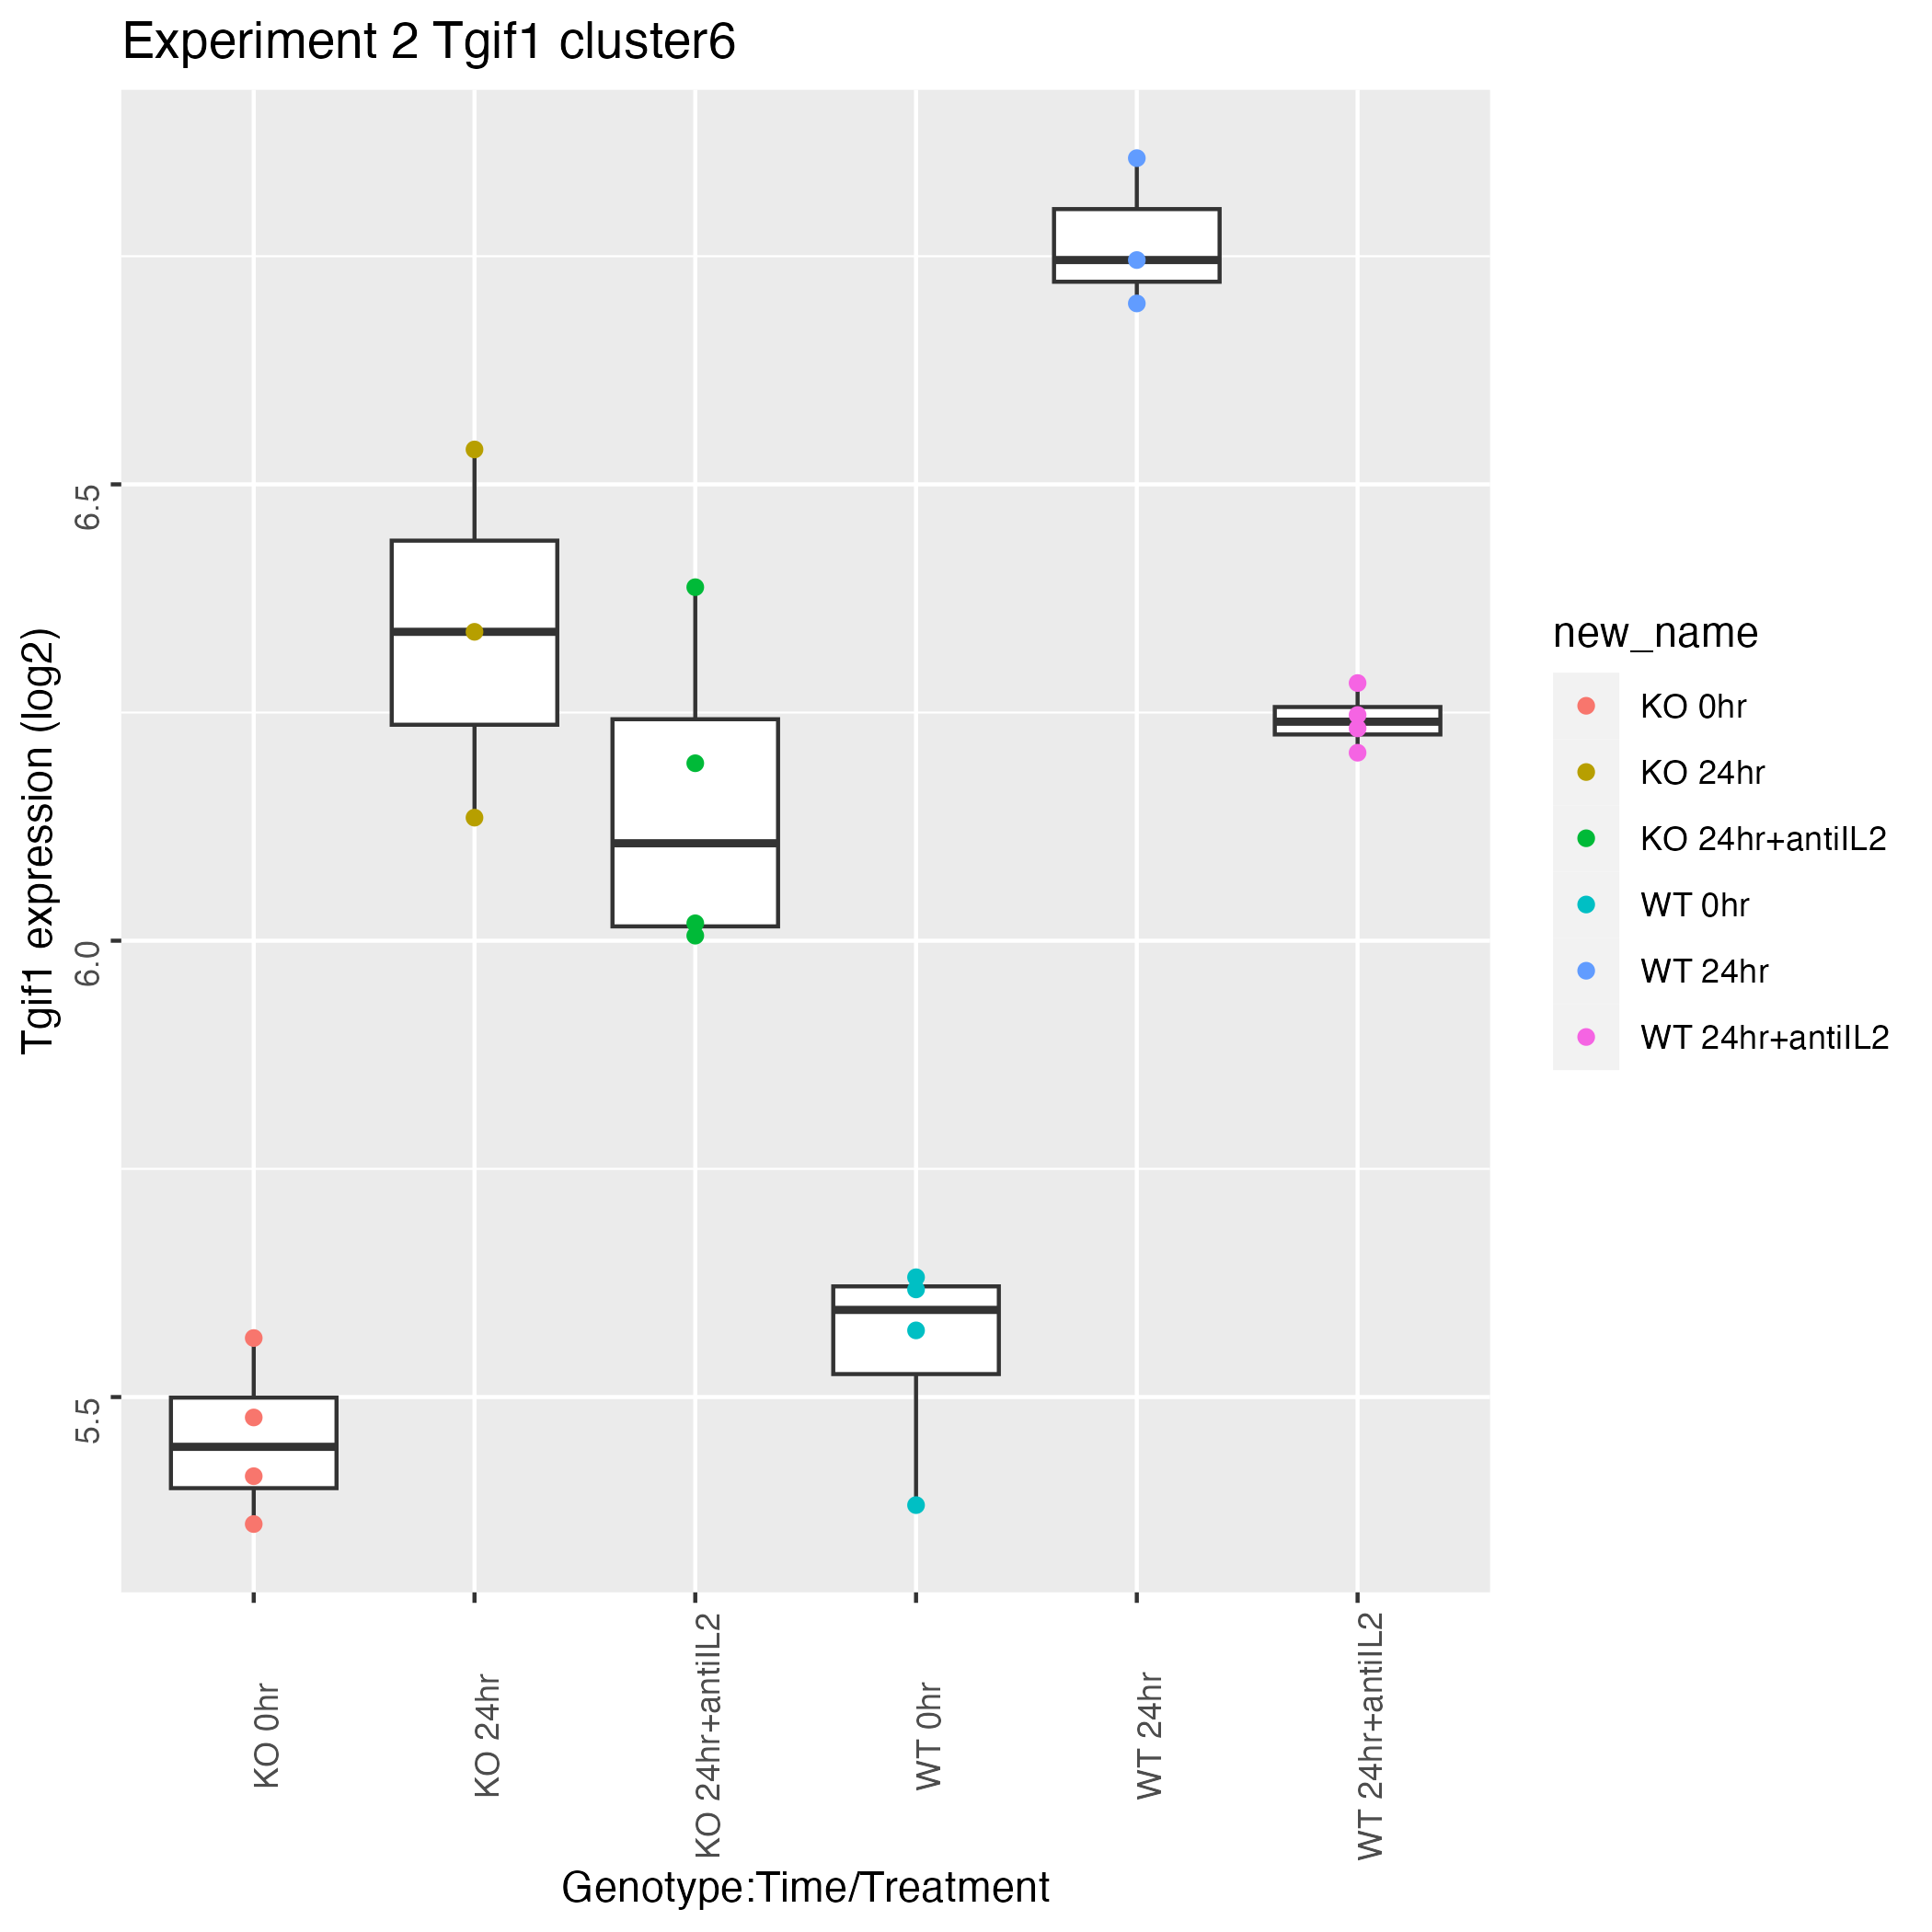 Experiment 2 Tgif1 cluster6
Tgif1 expression (log2)
6.5
6.0
5.5
KO 0hr
KO 24hr
KO 24hr+antiIL2
WT 0hr
WT 24hr
WT 24hr+antiIL2
Genotype:Time/Treatment
new_name
KO 0hr
KO 24hr
KO 24hr+antiIL2
WT 0hr
WT 24hr
WT 24hr+antiIL2